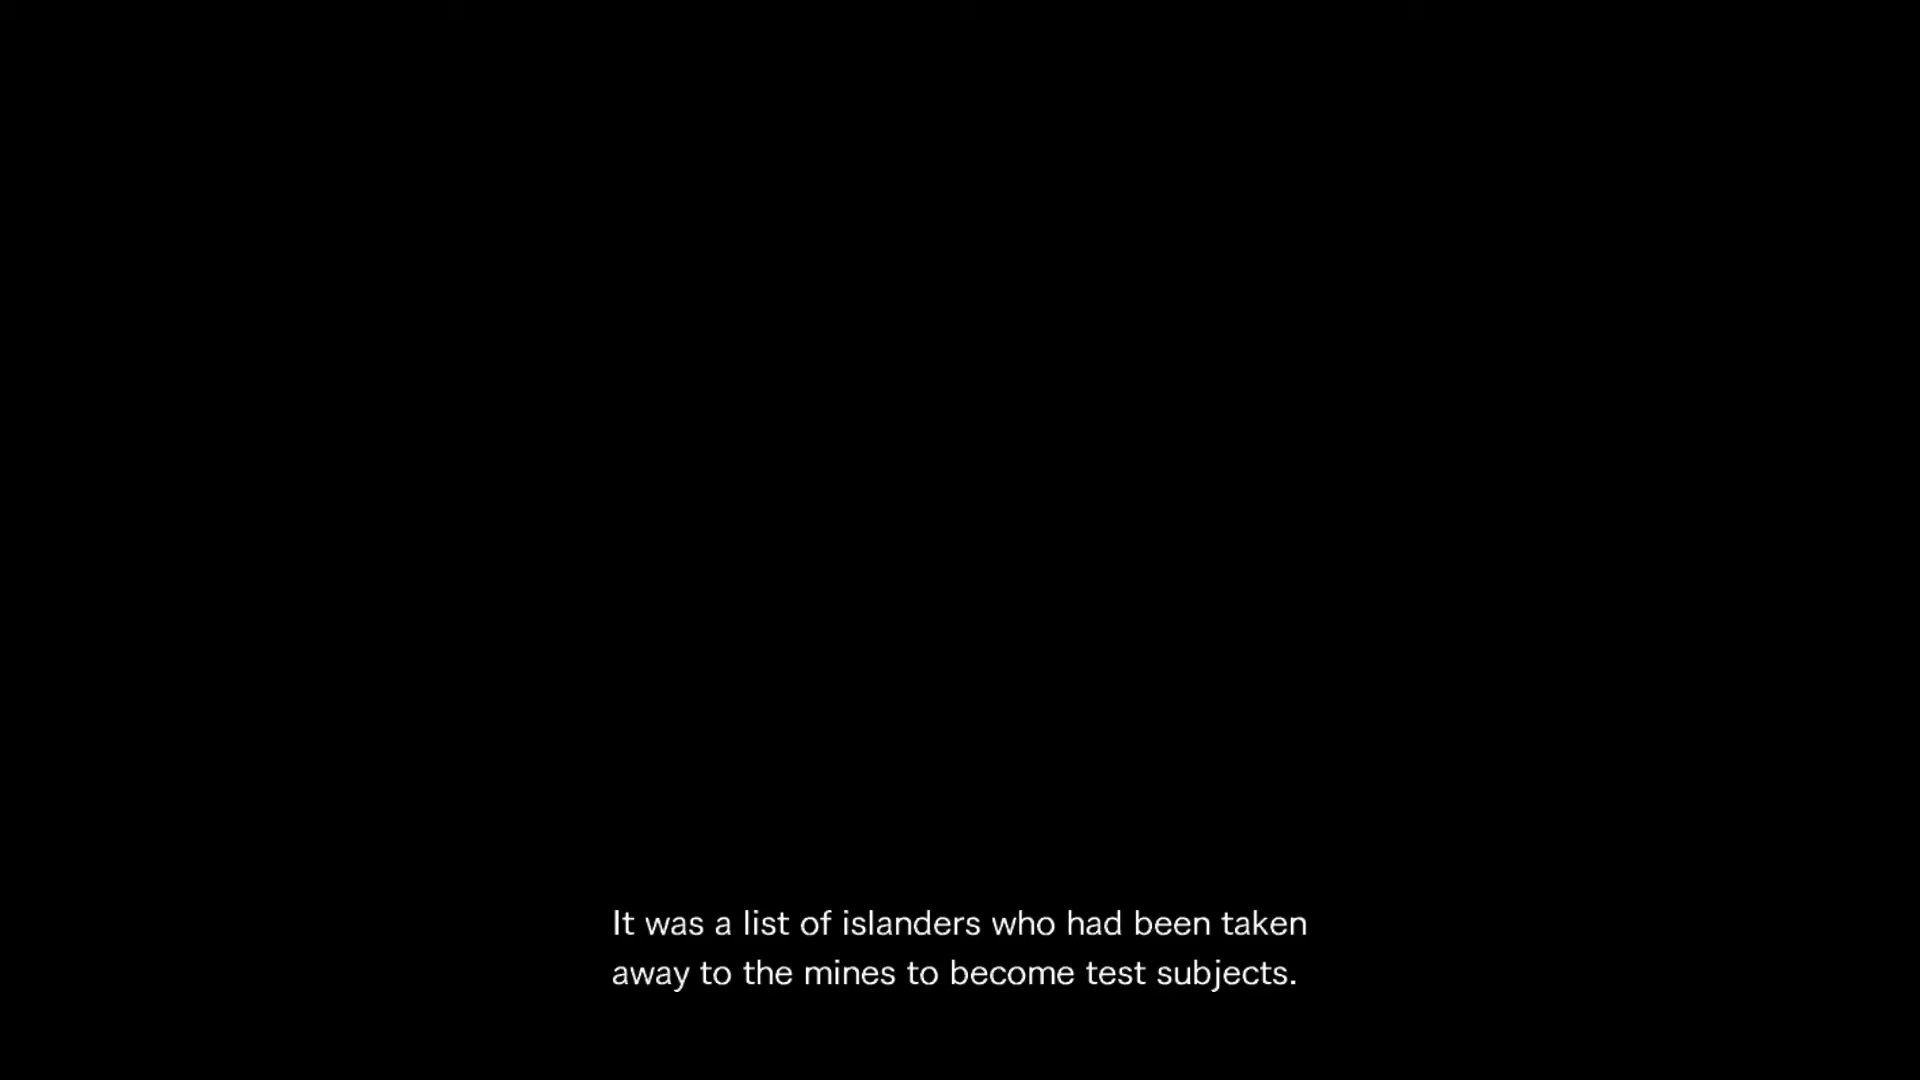 It was a list of islanders who had been taken
away to the mines to become test subjects.